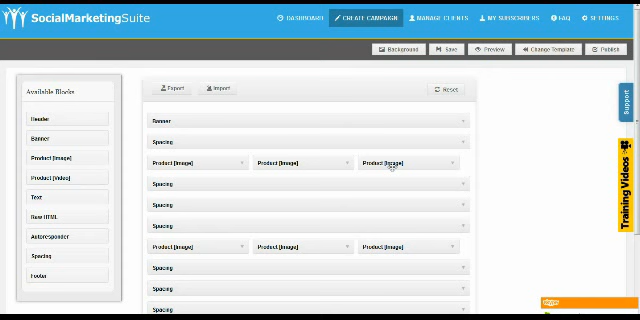 SocialMarketingSuite
DASHBOARD
CREATE CAMPAIGN
MANAGE CLIENTS
MY SUBSCRIBERS
FAQ
SETTINGS
Background
Save
Preview
Change Template
Publish
Available Blocks
Header
Banner
Product [Image]
Product [Video]
Text
Raw HTML
Autoresponder
Spacing
Footer
Export
Import
Reset
Banner
Spacing
Product [Image] Product [Image] Product [Image]
Spacing
Spacing
Spacing
Product [Image] Product [Image] Product [Image]
Spacing
Spacing
Spacing
Support
Training Videos